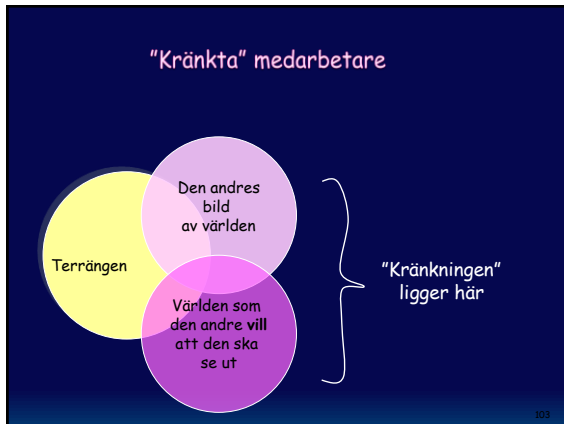 ”Kränkta” medarbetare
Den andres
bild
av världen
Terrängen
”Kränkningen”
ligger här
Världen som
den andre vill
att den ska
se ut
103